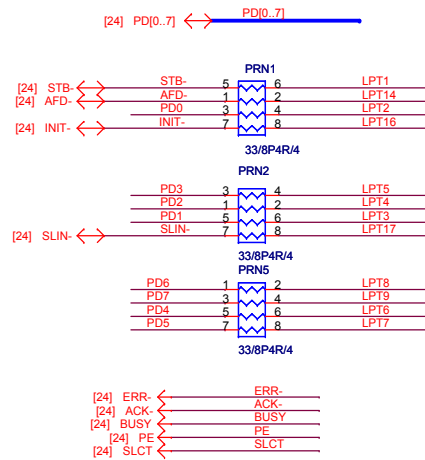 [24] PD[0..7] PD[0..7]
PRN1
[24] STB- STB- 5 6 LPT1
[24] AFD- AFD- 1 2 LPT14
PD0 3 4 LPT2
[24] INIT- INIT- 7 8 LPT16
33/8P4R/4
PRN2
PD3 3 4 LPT5
PD2 1 2 LPT4
PD1 5 6 LPT3
[24] SLIN- SLIN- 7 8 LPT17
33/8P4R/4
PRN5
PD6 1 2 LPT8
PD7 3 4 LPT9
PD4 5 6 LPT6
PD5 7 8 LPT7
33/8P4R/4
[24] ERR- ERR-
[24] ACK- ACK-
[24] BUSY BUSY
[24] PE PE
[24] SLCT SLCT